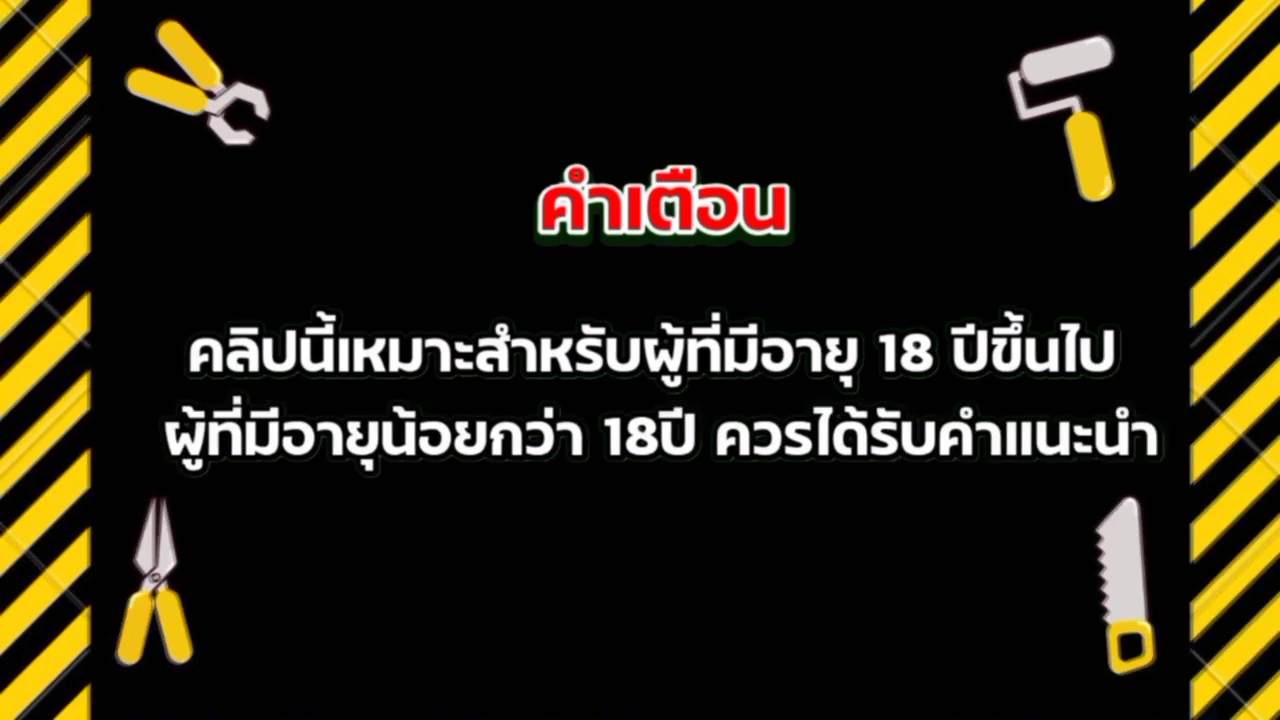 คำเตือน
คลิปนี้เหมาะสำหรับผู้ที่มีอายุ 18 ปีขึ้นไป
ผู้ที่มีอายุน้อยกว่า 18ปี ควรได้รับคำแนะนำ